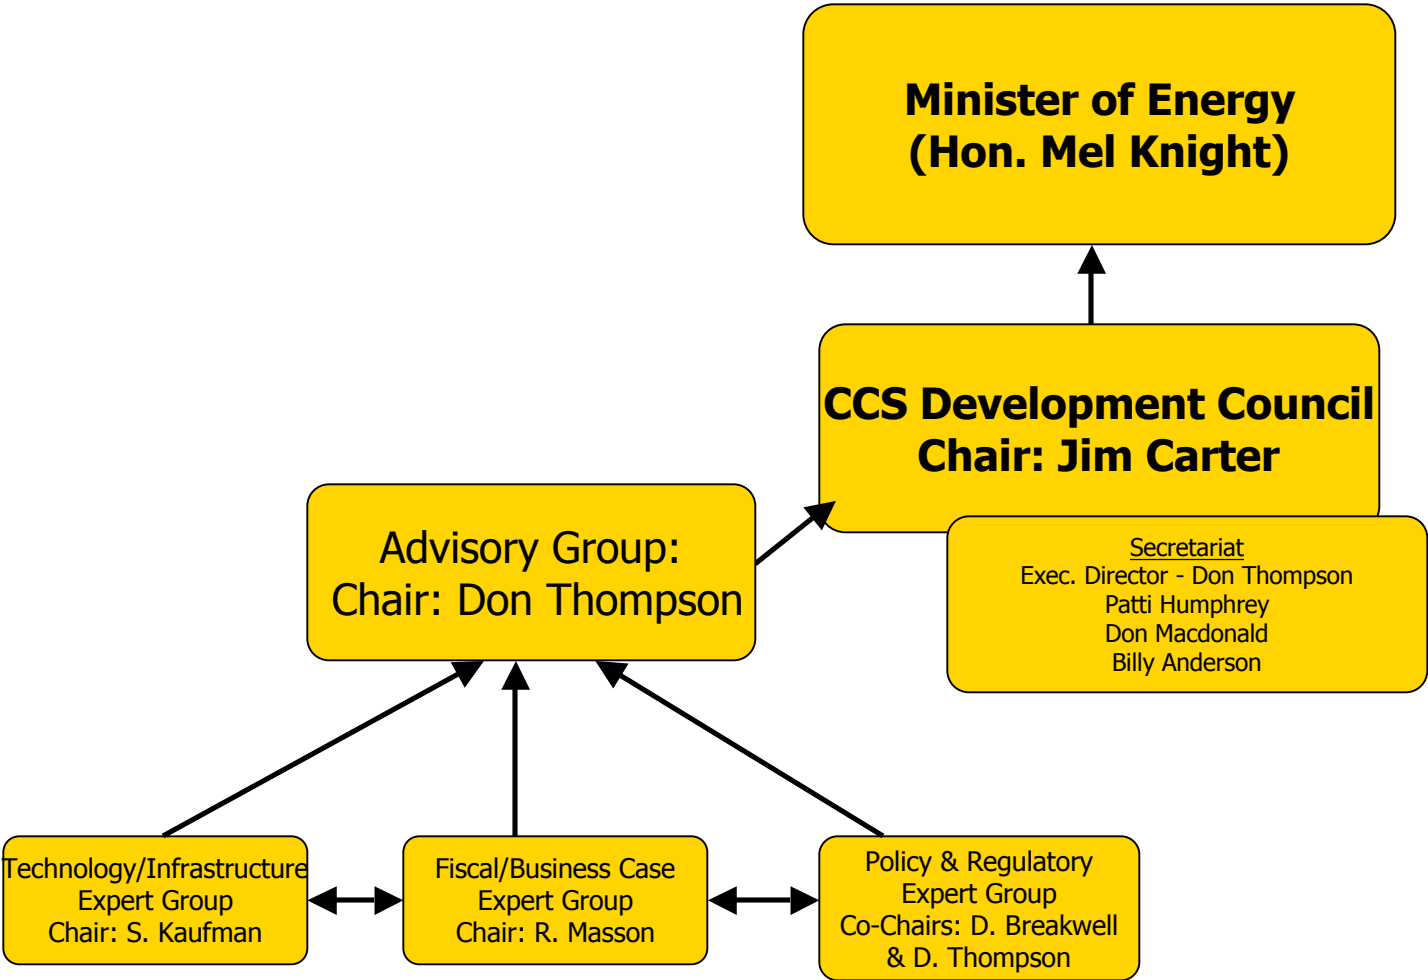 Minister of Energy
(Hon. Mel Knight)
CCS Development Council
Chair: Jim Carter
Advisory Group:
Chair: Don Thompson
Secretariat
Exec. Director - Don Thompson
Patti Humphrey
Don Macdonald
Billy Anderson
Technology/Infrastructure
Expert Group
Chair: S. Kaufman
Fiscal/Business Case
Expert Group
Chair: R. Masson
Policy & Regulatory
Expert Group
Co-Chairs: D. Breakwell
& D. Thompson